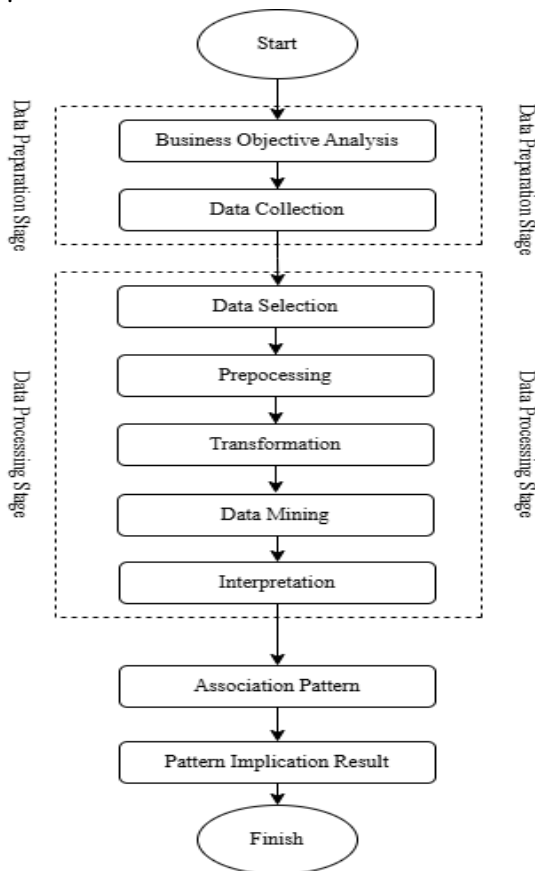 Start
Data Preparation Stage
Business Objective Analysis
Data Collection
Data Preparation Stage
Data Processing Stage
Data Selection
Prepocessing
Transformation
Data Mining
Interpretation
Data Processing Stage
Association Pattern
Pattern Implication Result
Finish